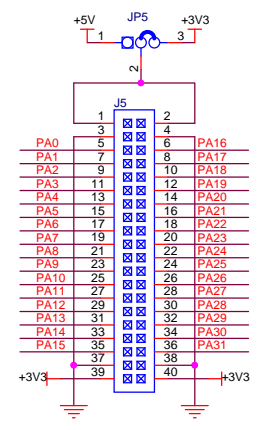 JP5
+5V +3V3
1 3
2
J5
1 2
3 4
PA0 5 6 PA16
PA1 7 8 PA17
PA2 9 10 PA18
PA3 11 12 PA19
PA4 13 14 PA20
PA5 15 16 PA21
PA6 17 18 PA22
PA7 19 20 PA23
PA8 21 22 PA24
PA9 23 24 PA25
PA10 25 26 PA26
PA11 27 28 PA27
PA12 29 30 PA28
PA13 31 32 PA29
PA14 33 34 PA30
PA15 35 36 PA31
37 38
+3V3 39 40 +3V3